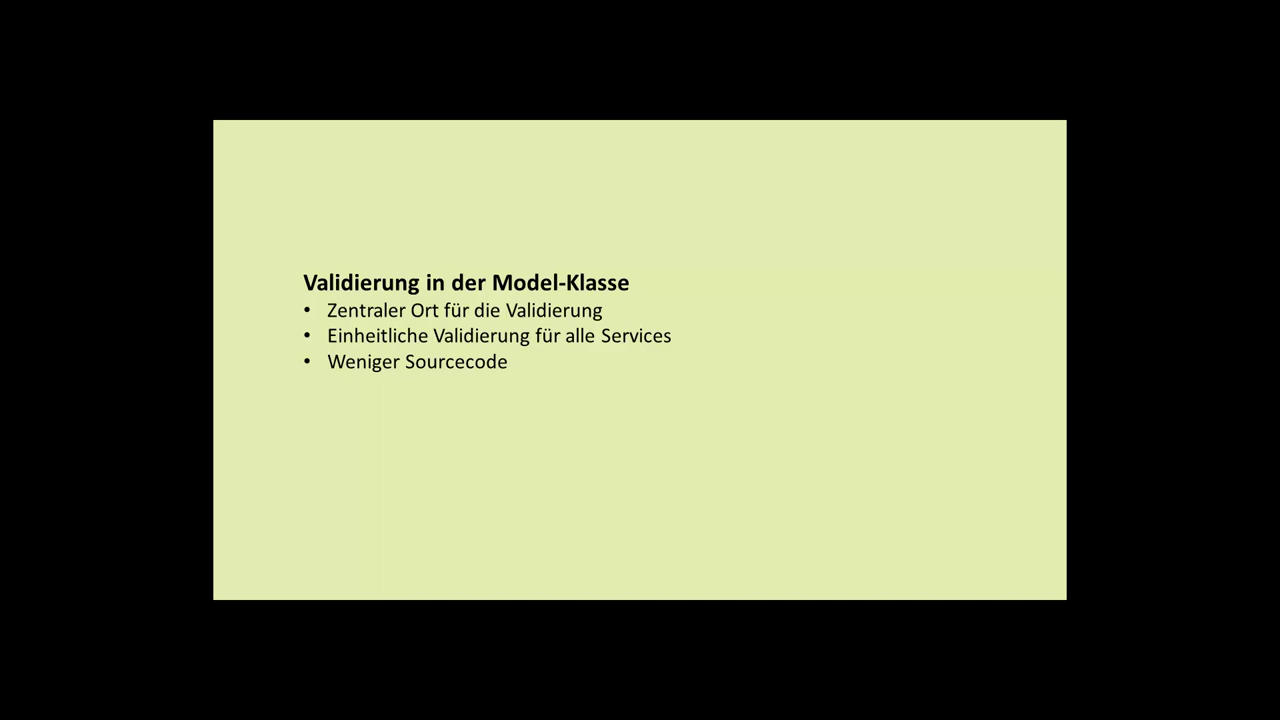 Validierung in der Model-Klasse
• Zentraler Ort für die Validierung
• Einheitliche Validierung für alle Services
• Weniger Sourcecode